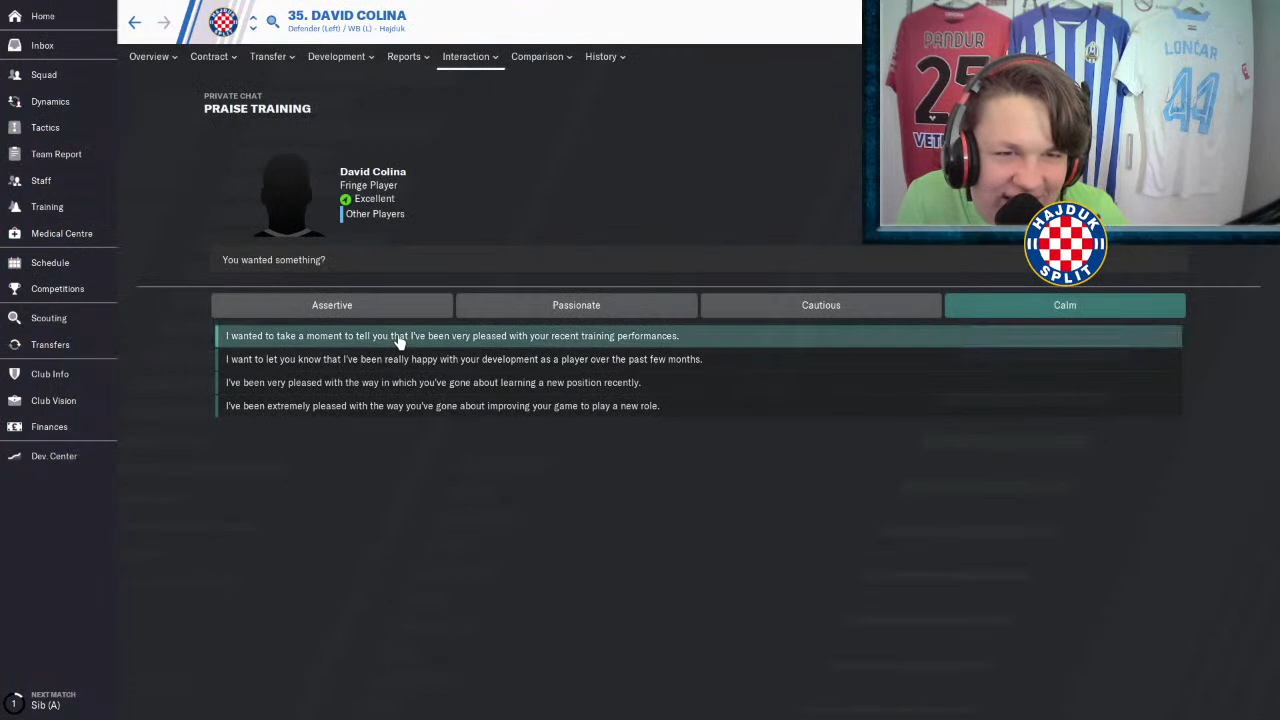 35. DAVID COLINA
Defender (Left) / WB (L) - Hajduk
Home
Inbox
Squad
Dynamics
Tactics
Team Report
Staff
Training
Medical Centre
Schedule
Competitions
Scouting
Transfers
Club Info
Club Vision
Finances
Dev. Center
1
NEXT MATCH
Sib (A)
Overview
Contract
Transfer
Development
Reports
Interaction
Comparison
History
PRIVATE CHAT
PRAISE TRAINING
David Colina
Fringe Player
Excellent
Other Players
You wanted something?
Assertive
Passionate
Cautious
Calm
I wanted to take a moment to tell you that I've been very pleased with your recent training performances.
I want to let you know that I've been really happy with your development as a player over the past few months.
I've been very pleased with the way in which you've gone about learning a new position recently.
I've been extremely pleased with the way you've gone about improving your game to play a new role.
PANDUR
25
LONČAR
44
HAJDUK
SPLIT